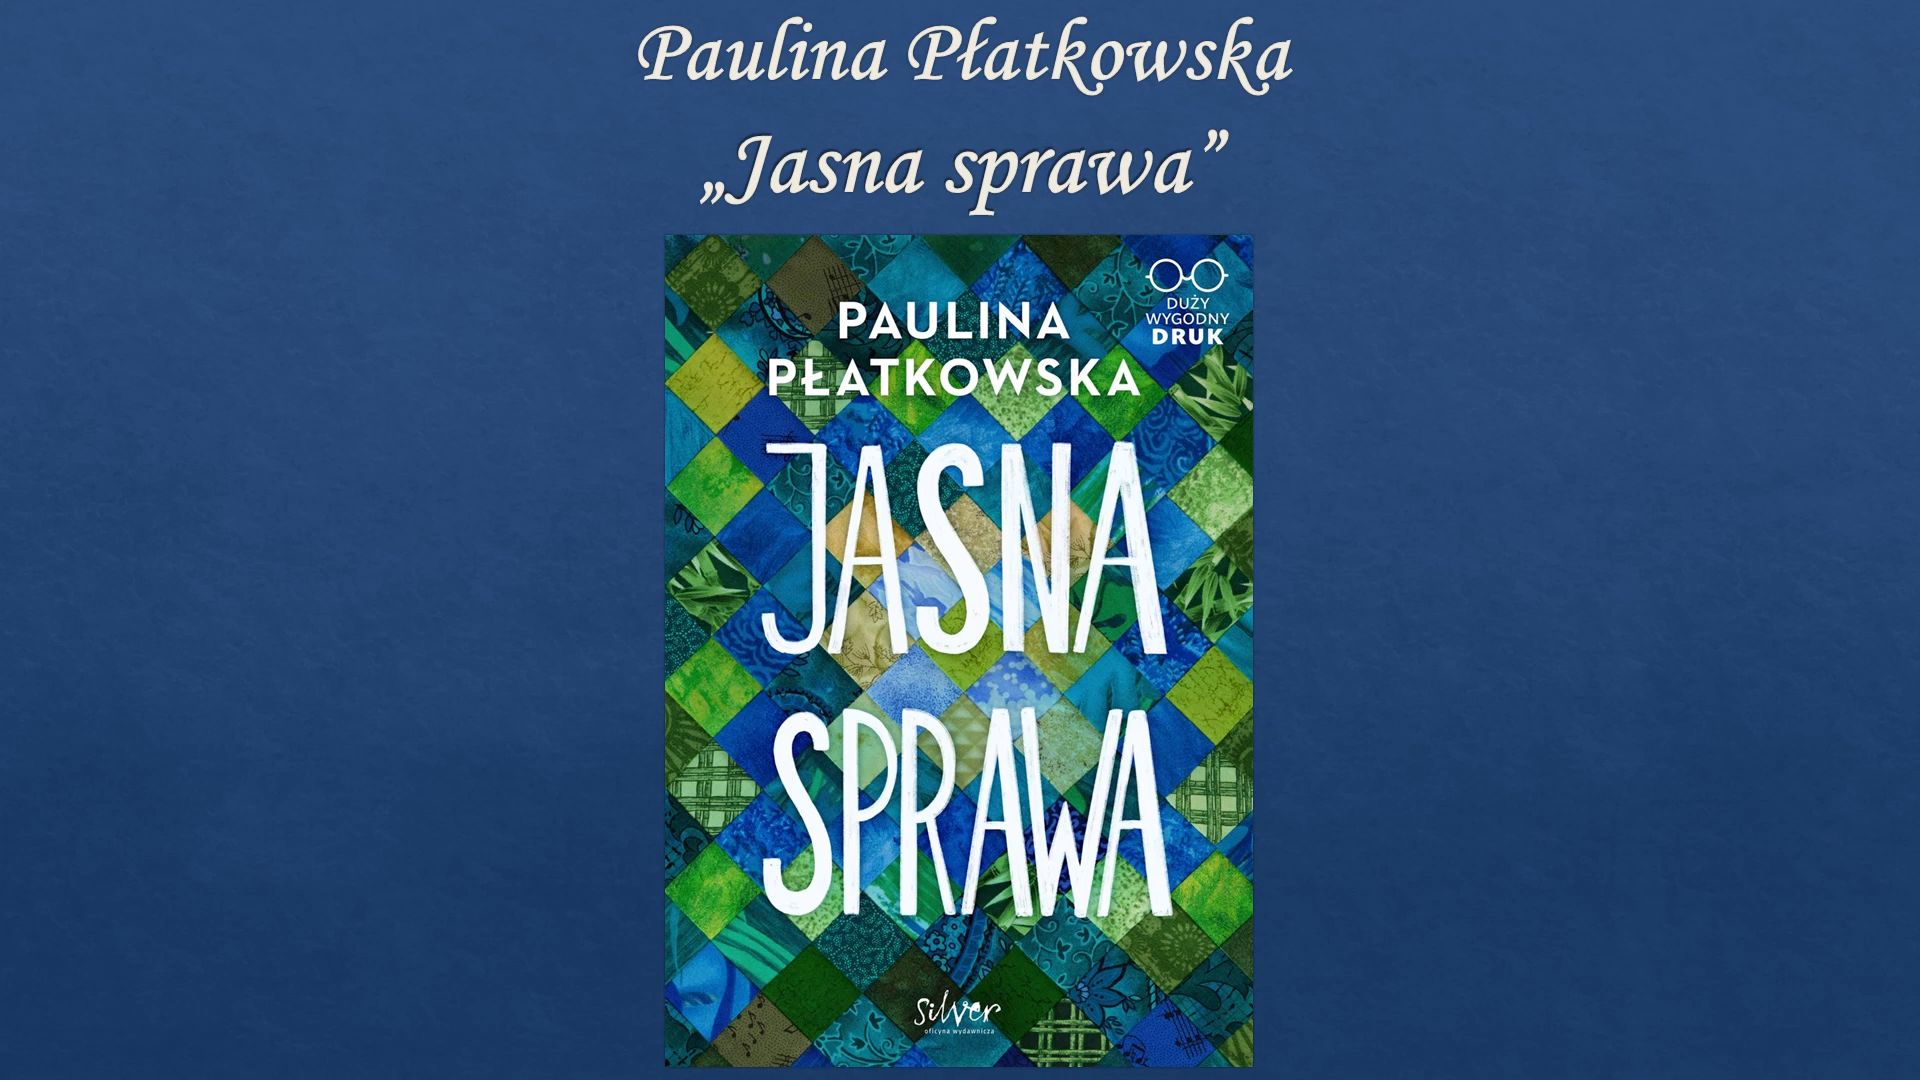 Paulina Płatkowska
„Jasna sprawa”
DUŻY
WYGODNY
DRUK
PAULINA
PŁATKOWSKA
JASNA
SPRAWA
silver
oficyna wydawnicza